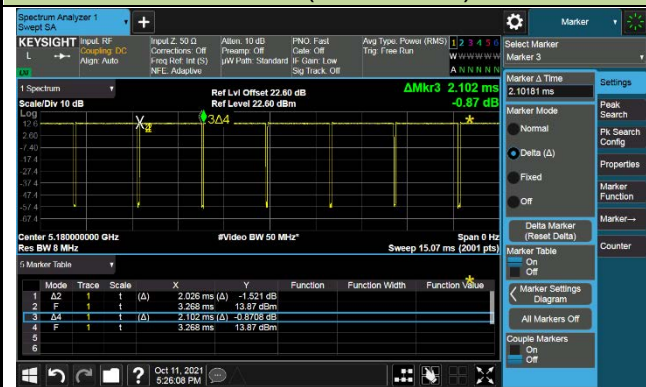 Spectrum Analyzer 1
Swept SA
Marker
KEYSIGHT
Input: RF
Coupling: DC
Align: Auto
Input Z: 50 Ω
Corrections: Off
Freq Ref: Int (S)
NFE: Adaptive
Atten: 10 dB
Preamp: Off
µW Path: Standard
PNO: Fast
Gate: Off
IF Gain: Low
Sig Track: Off
Avg Type: Power (RMS)
Trig: Free Run
1 2 3 4 5 6
W W W W W W
A N N N N N
L
Select Marker
Marker 3
1 Spectrum
Scale/Div 10 dB
Log
Ref Lvl Offset 22.60 dB
Ref Level 22.60 dBm
ΔMkr3 2.102 ms
-0.87 dB
12.6
2.60
-7.40
-17.4
-27.4
-37.4
-47.4
-57.4
-67.4
3Δ4
Center 5.180000000 GHz
Res BW 8 MHz
#Video BW 50 MHz*
Span 0 Hz
Sweep 15.07 ms (2001 pts)
5 Marker Table
Mode Trace Scale X Y Function Function Width Function Value
1 Δ2 1 t (Δ) 2.026 ms (Δ) -1.521 dB
2 F 1 t 3.268 ms 13.87 dBm
3 Δ4 1 t (Δ) 2.102 ms (Δ) -0.8708 dB
4 F 1 t 3.268 ms 13.87 dBm
5
6
Marker Δ Time
2.10181 ms
Marker Mode
Normal
Delta (Δ)
Fixed
Off
Delta Marker
(Reset Delta)
Marker Table
On
Off
Marker Settings
Diagram
All Markers Off
Couple Markers
On
Off
Settings
Peak
Search
Pk Search
Config
Properties
Marker
Function
Marker→
Counter
Oct 11, 2021
5:26:08 PM